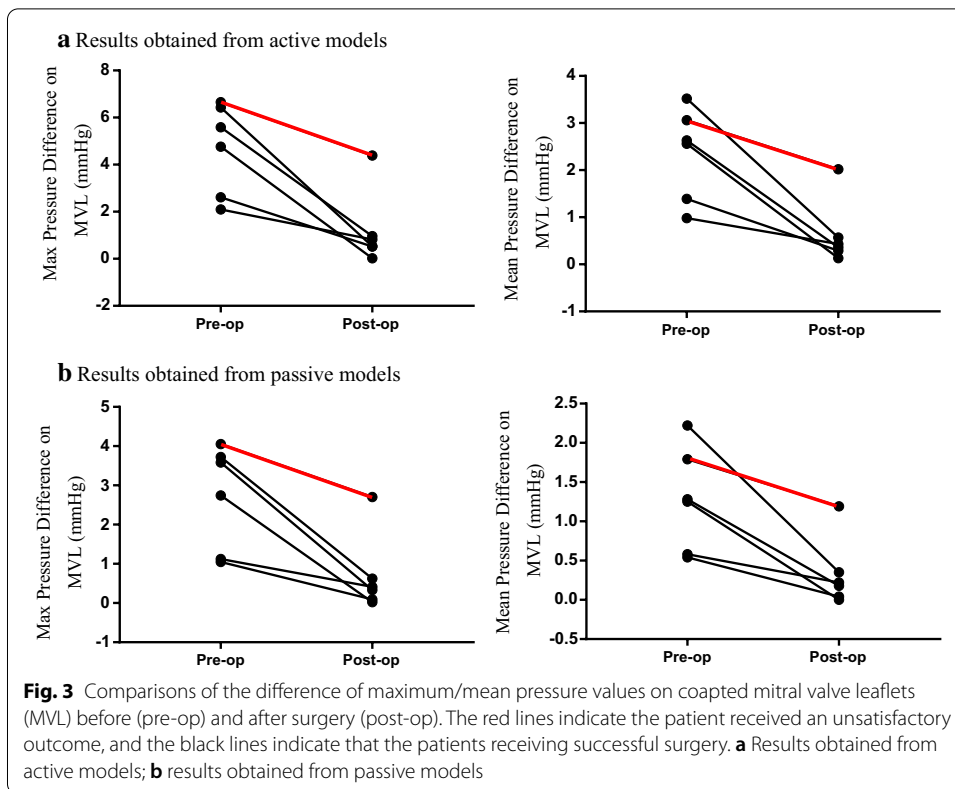 a Results obtained from active models
Max Pressure Difference on
MVL (mmHg)
8
6
4
2
0
-2
Pre-op Post-op
Mean Pressure Difference on
MVL (mmHg)
4
3
2
1
0
-1
Pre-op Post-op
b Results obtained from passive models
Max Pressure Difference on
MVL (mmHg)
5
4
3
2
1
0
-1
Pre-op Post-op
Mean Pressure Difference on
MVL (mmHg)
2.5
2.0
1.5
1.0
0.5
0.0
-0.5
Pre-op Post-op
Fig. 3 Comparisons of the difference of maximum/mean pressure values on coapted mitral valve leaflets
(MVL) before (pre-op) and after surgery (post-op). The red lines indicate the patient received an unsatisfactory
outcome, and the black lines indicate that the patients receiving successful surgery. a Results obtained from
active models; b results obtained from passive models